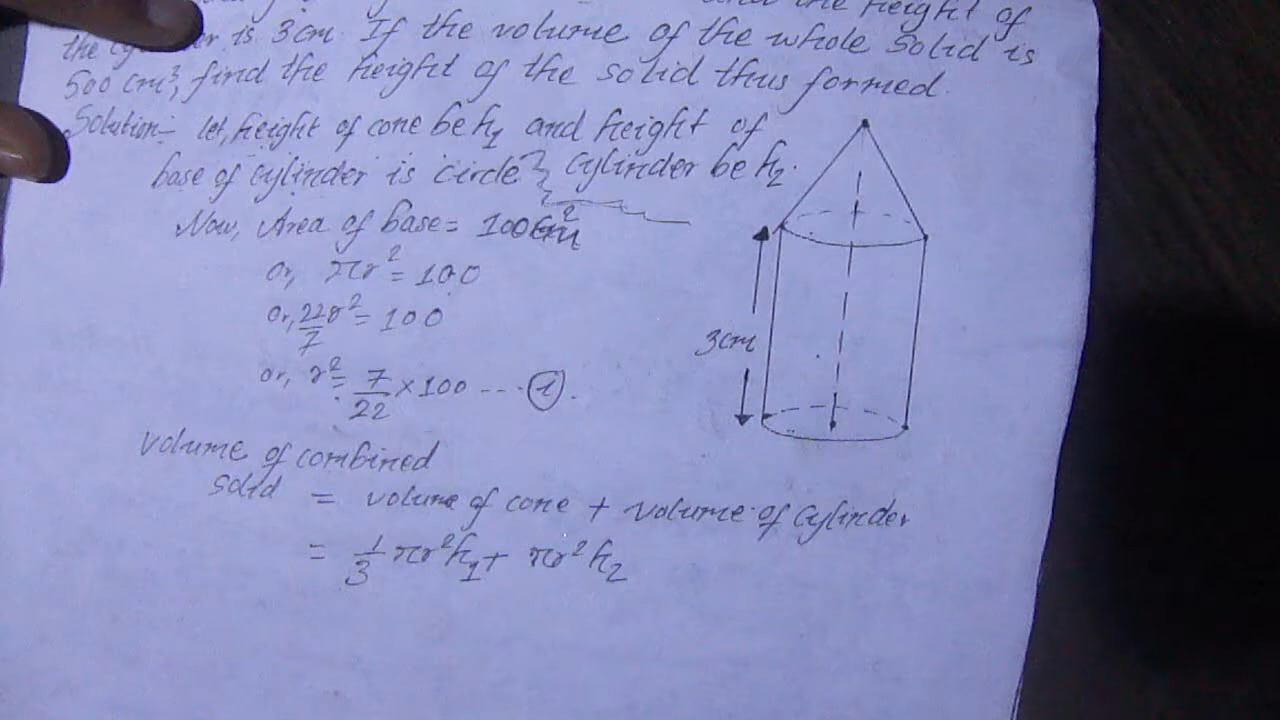 and the height of
the cylinder is 3cm If the volume of the whole solid is
500 cm³, find the height of the solid thus formed.
Solution:- let, height of cone be h₁ and height of
base of cylinder is circle } cylinder be h₂.
Now, Area of base = 100cm²
or, πr² = 100
or, 22/7 r² = 100
or, r² = 7/22 × 100 --- (i).
3cm
volume of combined
solid = volume of cone + volume of cylinder
= 1/3 πr²h₁ + πr²h₂